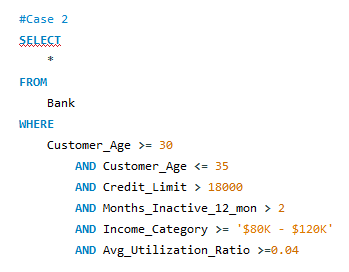 #Case 2
SELECT
*
FROM
Bank
WHERE
Customer_Age >= 30
AND Customer_Age <= 35
AND Credit_Limit > 18000
AND Months_Inactive_12_mon > 2
AND Income_Category >= '$80K - $120K'
AND Avg_Utilization_Ratio >=0.04